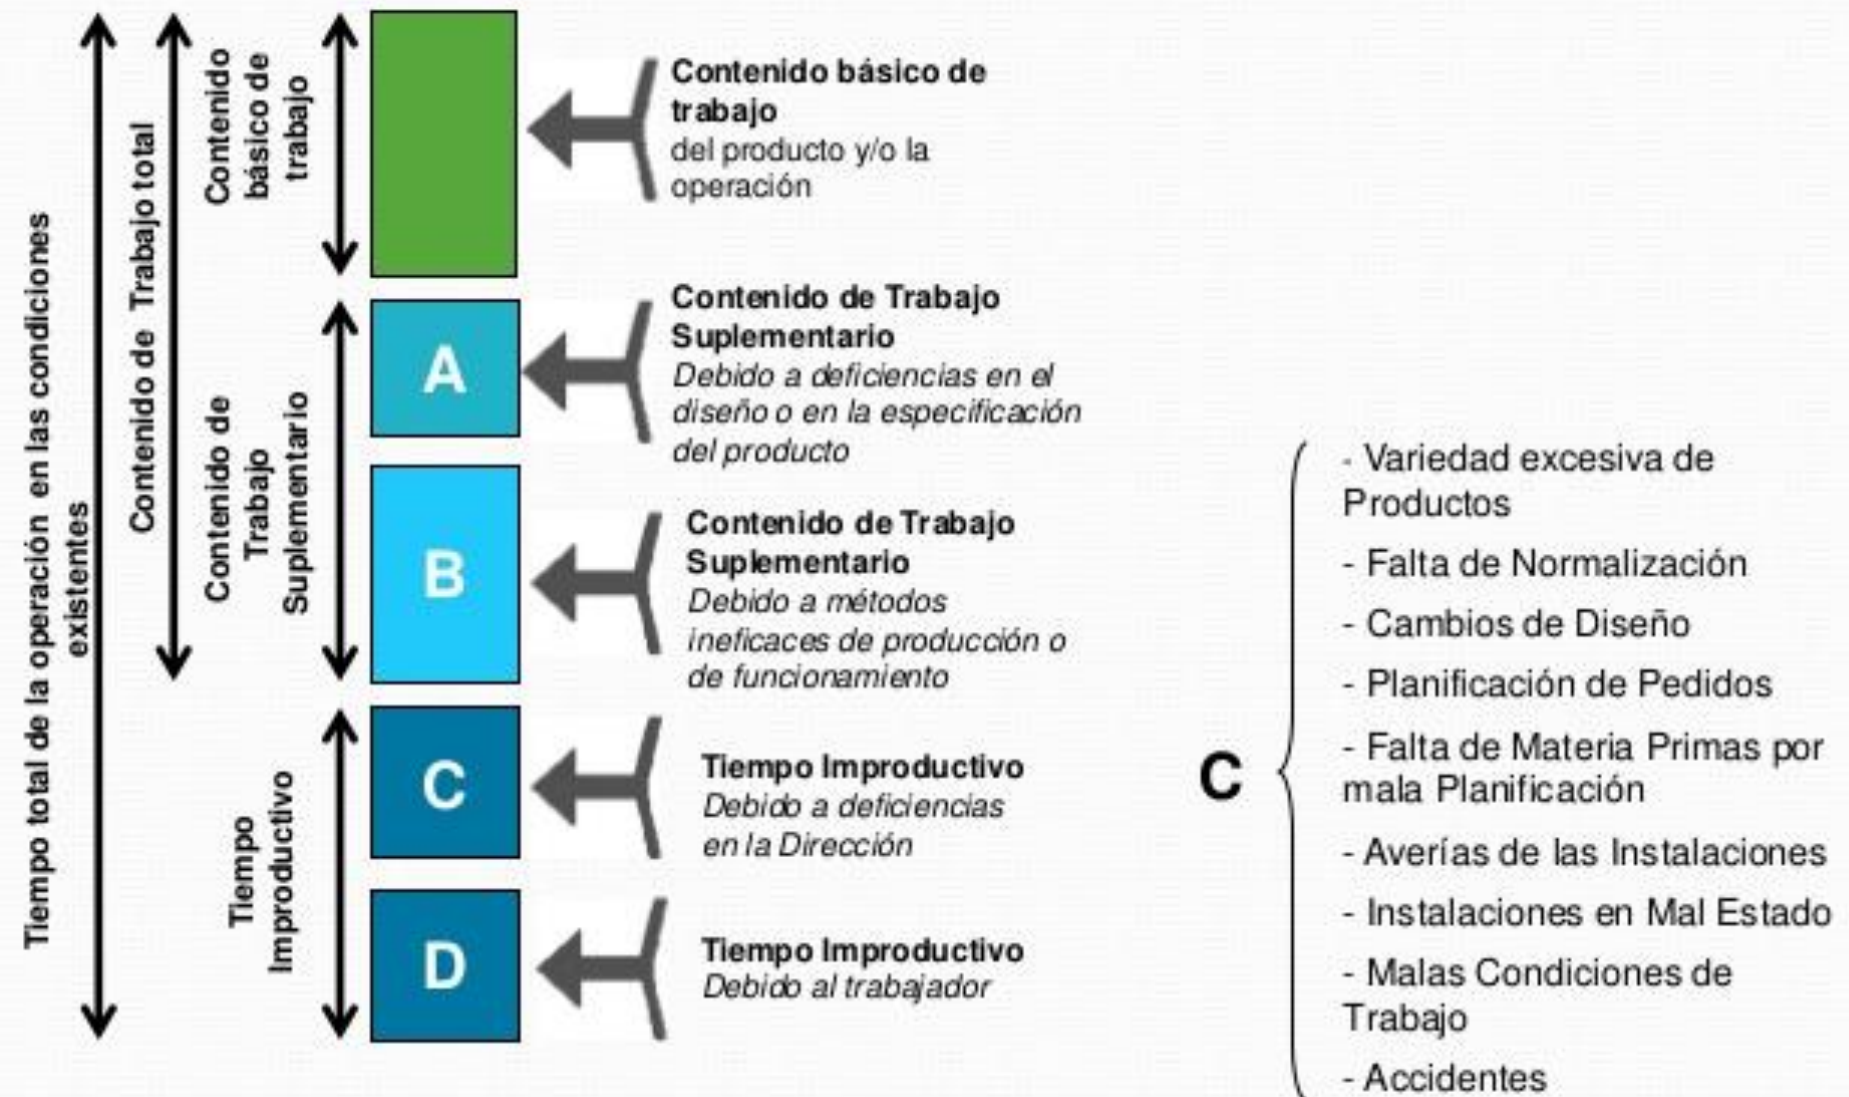 Tiempo total de la operación en las condiciones
existentes
Contenido de Trabajo total
Contenido
básico de
trabajo
Contenido de
Trabajo
Suplementario
Tiempo
Improductivo
Contenido básico de
trabajo
del producto y/o la
operación
A
Contenido de Trabajo
Suplementario
Debido a deficiencias en el
diseño o en la especificación
del producto
B
Contenido de Trabajo
Suplementario
Debido a métodos
ineficaces de producción o
de funcionamiento
C
Tiempo Improductivo
Debido a deficiencias
en la Dirección
D
Tiempo Improductivo
Debido al trabajador
C
- Variedad excesiva de
Productos
- Falta de Normalización
- Cambios de Diseño
- Planificación de Pedidos
- Falta de Materia Primas por
mala Planificación
- Averías de las Instalaciones
- Instalaciones en Mal Estado
- Malas Condiciones de
Trabajo
- Accidentes